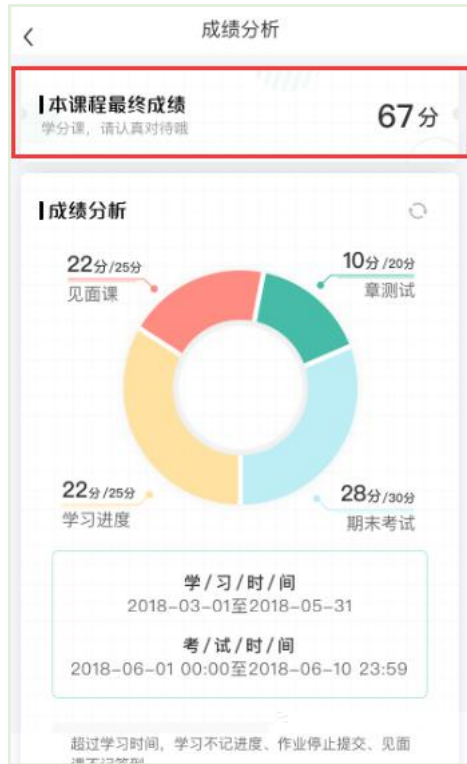 成绩分析
本课程最终成绩
学分课，请认真对待哦
67分
成绩分析
22分/25分
见面课
10分/20分
章测试
22分/25分
学习进度
28分/30分
期末考试
学/习/时/间
2018-03-01至2018-05-31
考/试/时/间
2018-06-01 00:00至2018-06-10 23:59
超过学习时间，学习不记进度、作业停止提交、见面
课不记签到